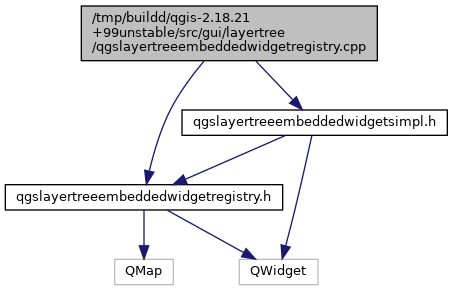 /tmp/buildd/qgis-2.18.21
+99unstable/src/gui/layertree
/qgslayertreeembeddedwidgetregistry.cpp
qgslayertreeembeddedwidgetsimpl.h
qgslayertreeembeddedwidgetregistry.h
QMap
QWidget